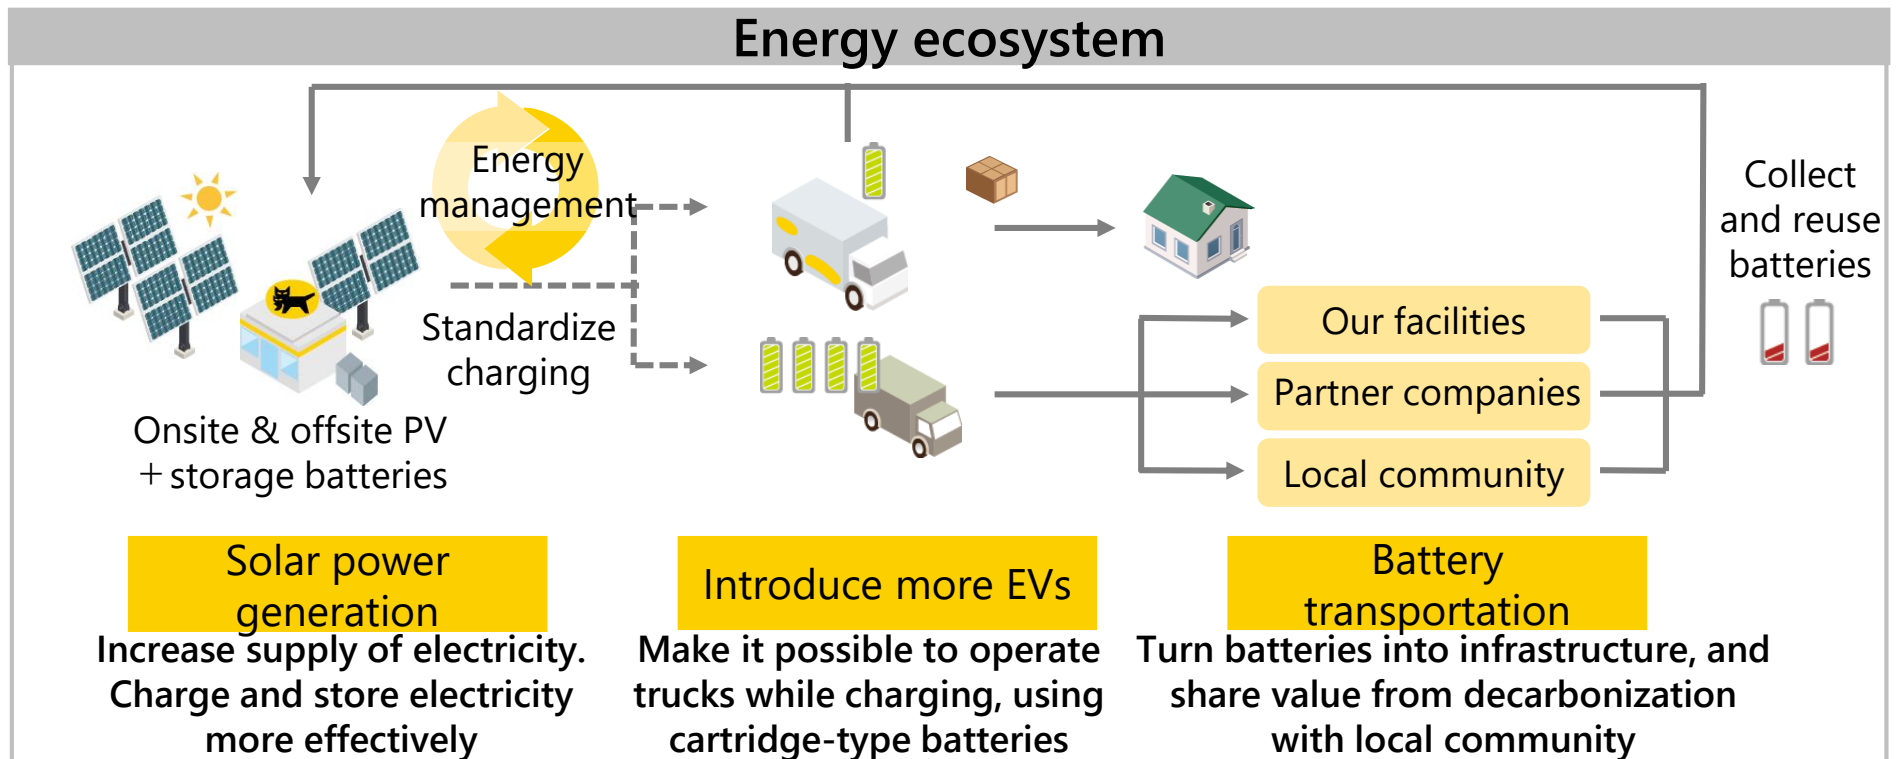 Energy ecosystem
Energy
management
Standardize
charging
Onsite & offsite PV
+storage batteries
Our facilities
Partner companies
Local community
Collect
and reuse
batteries
Solar power
generation
Increase supply of electricity.
Charge and store electricity
more effectively
Introduce more EVs
Make it possible to operate
trucks while charging, using
cartridge-type batteries
Battery
transportation
Turn batteries into infrastructure, and
share value from decarbonization
with local community